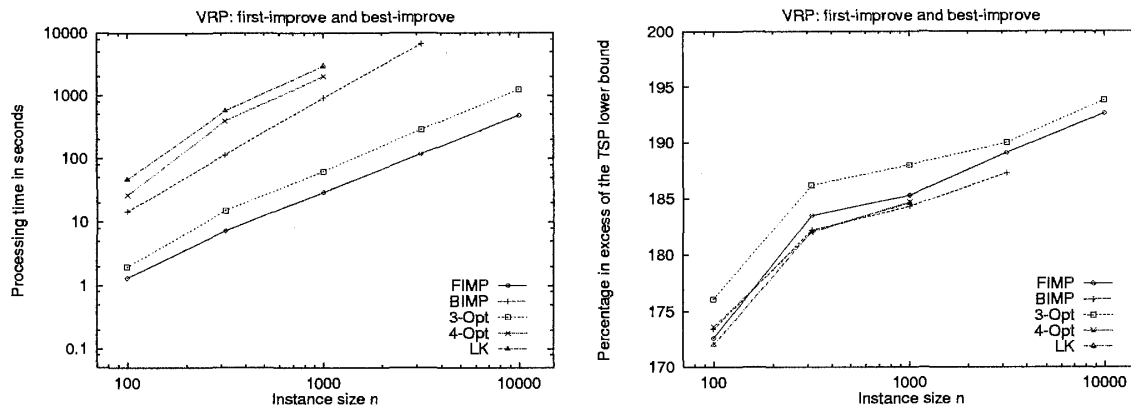 VRP: first-improve and best-improve
Processing time in seconds
10000
1000
100
10
1
0.1
FIMP
BIMP
3-Opt
4-Opt
LK
100
1000
10000
Instance size n
VRP: first-improve and best-improve
Percentage in excess of the TSP lower bound
200
195
190
185
180
175
170
FIMP
BIMP
3-Opt
4-Opt
LK
100
1000
10000
Instance size n